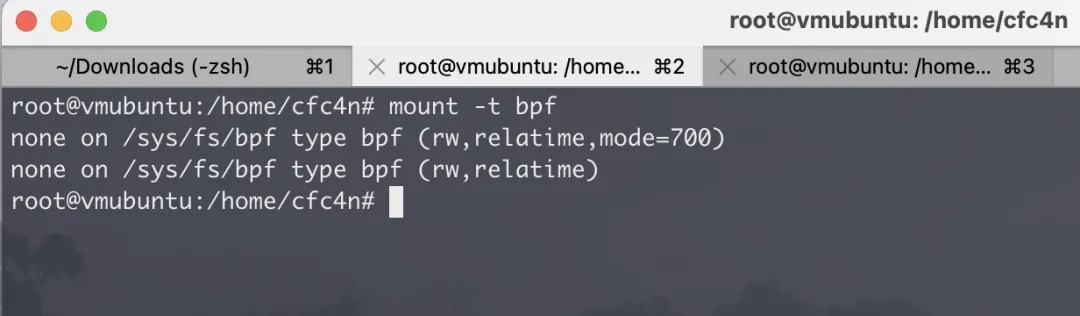 root@vmubuntu: /home/cfc4n
~/Downloads (-zsh) ⌘1 root@vmubuntu: /home... ⌘2 root@vmubuntu: /home... ⌘3
root@vmubuntu:/home/cfc4n# mount -t bpf
none on /sys/fs/bpf type bpf (rw,relatime,mode=700)
none on /sys/fs/bpf type bpf (rw,relatime)
root@vmubuntu:/home/cfc4n#